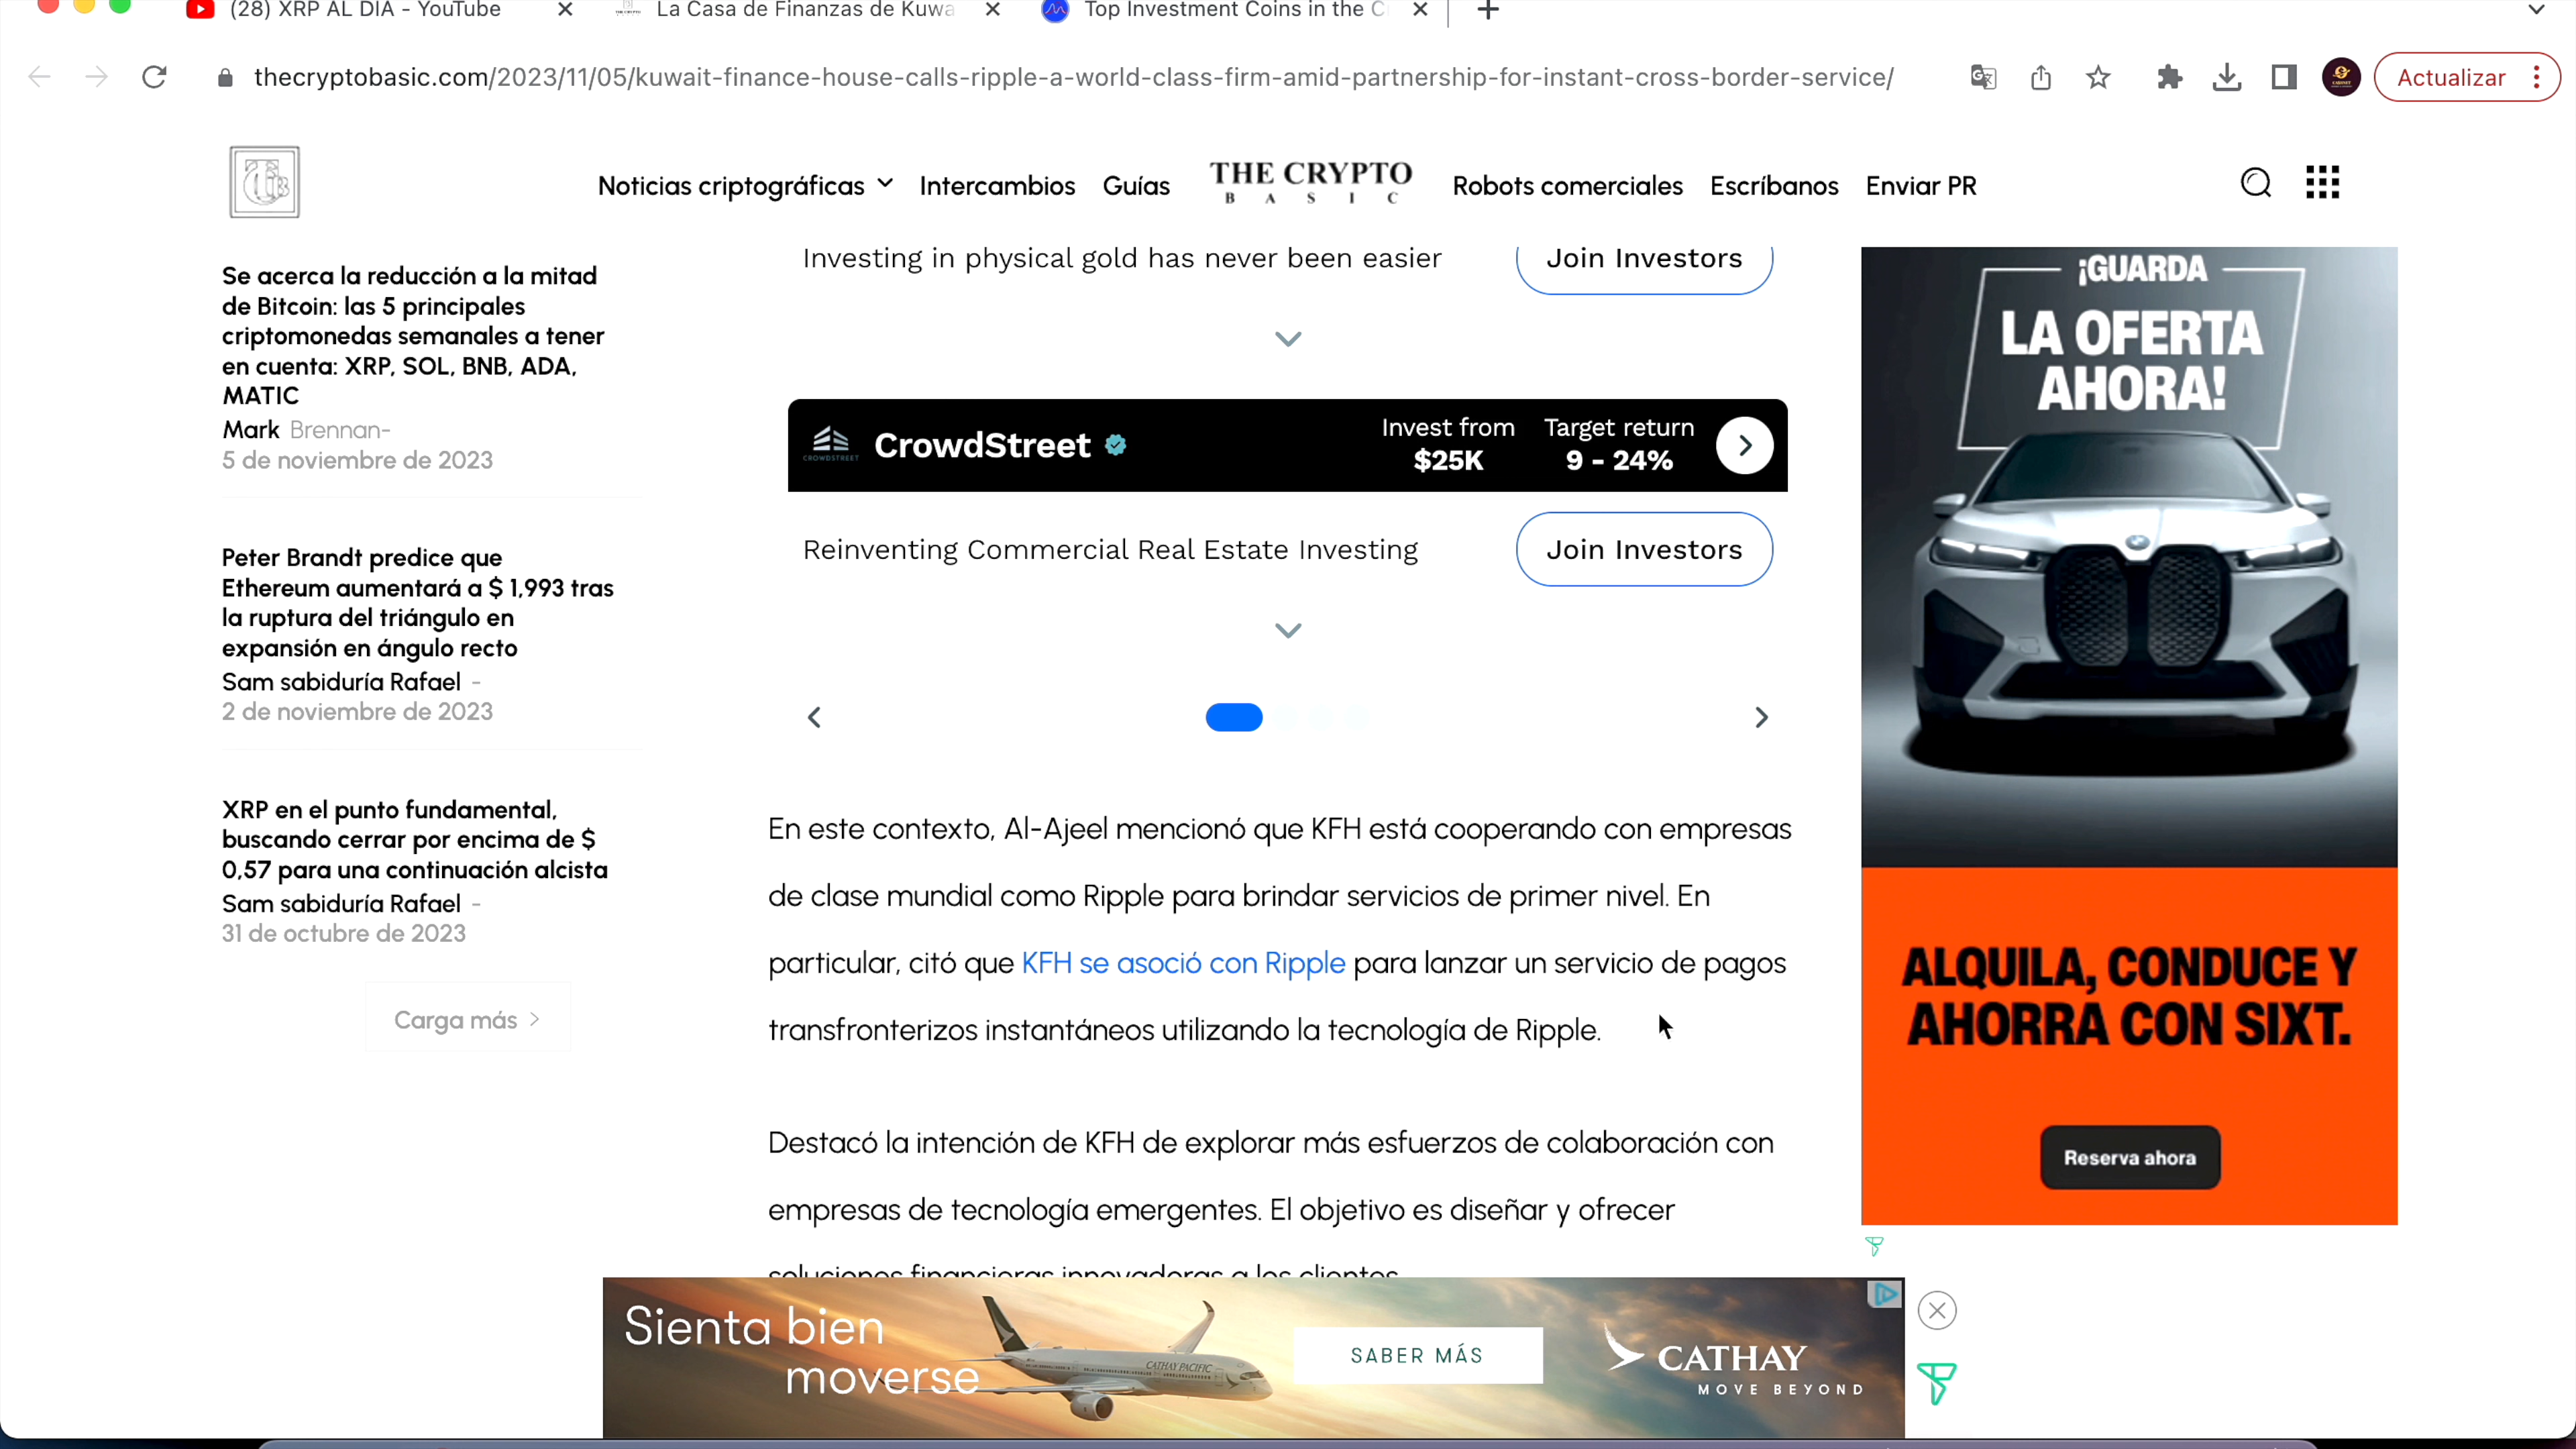 (28) XRP AL DIA - YouTube
La Casa de Finanzas de Kuwa
Top Investment Coins in the C
thecryptobasic.com/2023/11/05/kuwait-finance-house-calls-ripple-a-world-class-firm-amid-partnership-for-instant-cross-border-service/
Actualizar
Noticias criptográficas
Intercambios
Guías
THE CRYPTO
BASIC
Robots comerciales
Escríbanos
Enviar PR
Se acerca la reducción a la mitad
de Bitcoin: las 5 principales
criptomonedas semanales a tener
en cuenta: XRP, SOL, BNB, ADA,
MATIC
Mark Brennan-
5 de noviembre de 2023
Peter Brandt predice que
Ethereum aumentará a $ 1,993 tras
la ruptura del triángulo en
expansión en ángulo recto
Sam sabiduría Rafael -
2 de noviembre de 2023
XRP en el punto fundamental,
buscando cerrar por encima de $
0,57 para una continuación alcista
Sam sabiduría Rafael -
31 de octubre de 2023
Carga más >
Investing in physical gold has never been easier
Join Investors
CROWDSTREET
CrowdStreet
Invest from
$25K
Target return
9 - 24%
Reinventing Commercial Real Estate Investing
Join Investors
En este contexto, Al-Ajeel mencionó que KFH está cooperando con empresas
de clase mundial como Ripple para brindar servicios de primer nivel. En
particular, citó que KFH se asoció con Ripple para lanzar un servicio de pagos
transfronterizos instantáneos utilizando la tecnología de Ripple.
Destacó la intención de KFH de explorar más esfuerzos de colaboración con
empresas de tecnología emergentes. El objetivo es diseñar y ofrecer
soluciones financieras innovadoras a los clientes.
¡GUARDA
LA OFERTA
AHORA!
ALQUILA, CONDUCE Y
AHORRA CON SIXT.
Reserva ahora
Sienta bien
moverse
CATHAY PACIFIC
SABER MÁS
CATHAY
MOVE BEYOND